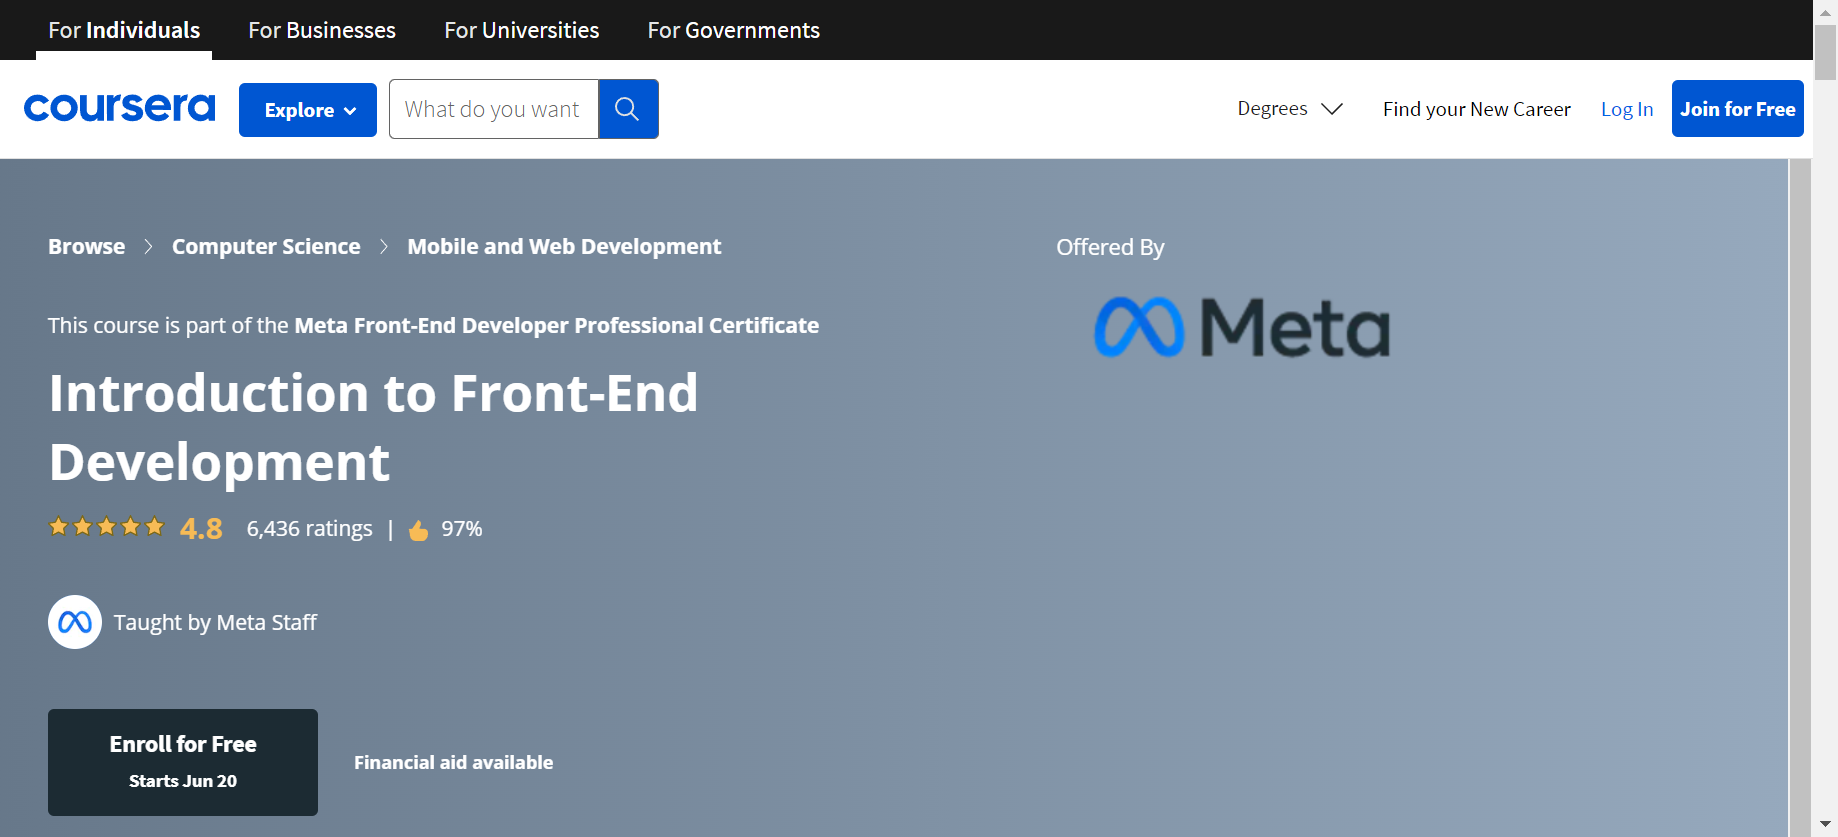 For Individuals For Businesses For Universities For Governments
coursera Explore What do you want Degrees Find your New Career Log In Join for Free
Browse Computer Science Mobile and Web Development
Offered By
Meta
This course is part of the Meta Front-End Developer Professional Certificate
Introduction to Front-End
Development
4.8 6,436 ratings | 97%
Taught by Meta Staff
Enroll for Free
Starts Jun 20
Financial aid available